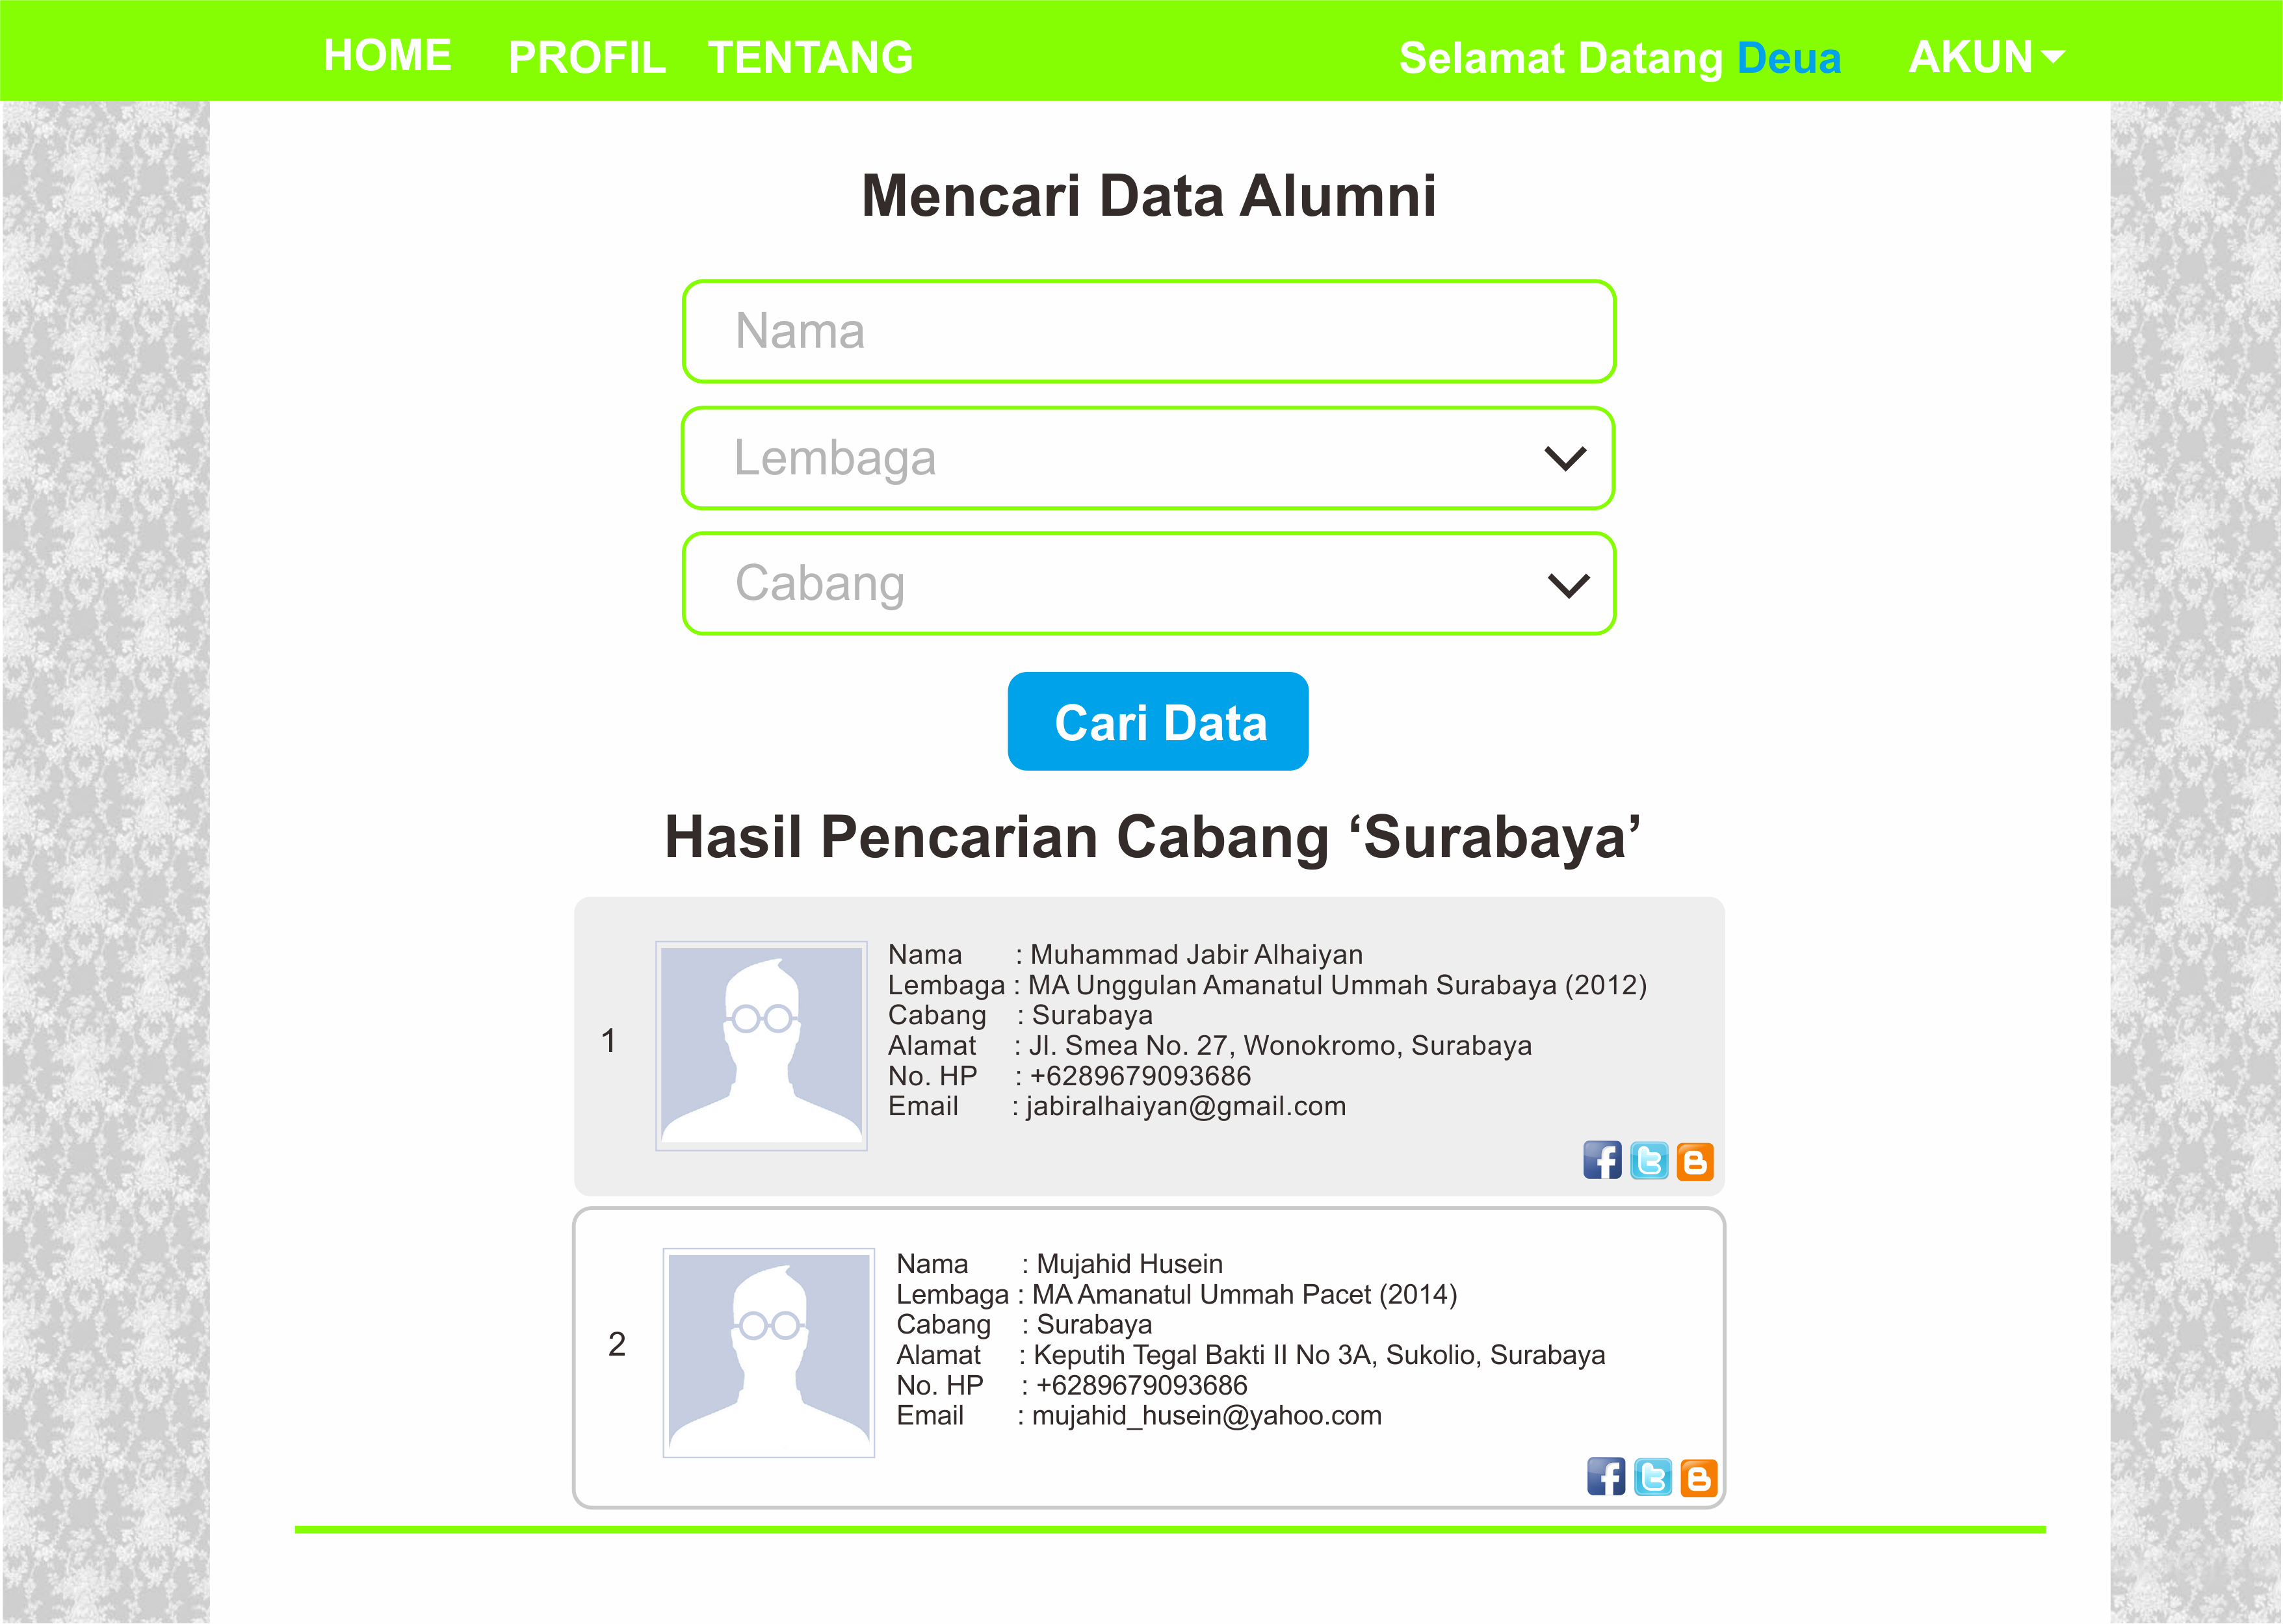 HOME PROFIL TENTANG Selamat Datang Deua AKUN
Mencari Data Alumni
Nama
Lembaga
Cabang
Cari Data
Hasil Pencarian Cabang ‘Surabaya’
1
Nama : Muhammad Jabir Alhaiyan
Lembaga : MA Unggulan Amanatul Ummah Surabaya (2012)
Cabang : Surabaya
Alamat : Jl. Smea No. 27, Wonokromo, Surabaya
No. HP : +6289679093686
Email : jabiralhaiyan@gmail.com
2
Nama : Mujahid Husein
Lembaga : MA Amanatul Ummah Pacet (2014)
Cabang : Surabaya
Alamat : Keputih Tegal Bakti II No 3A, Sukolio, Surabaya
No. HP : +6289679093686
Email : mujahid_husein@yahoo.com